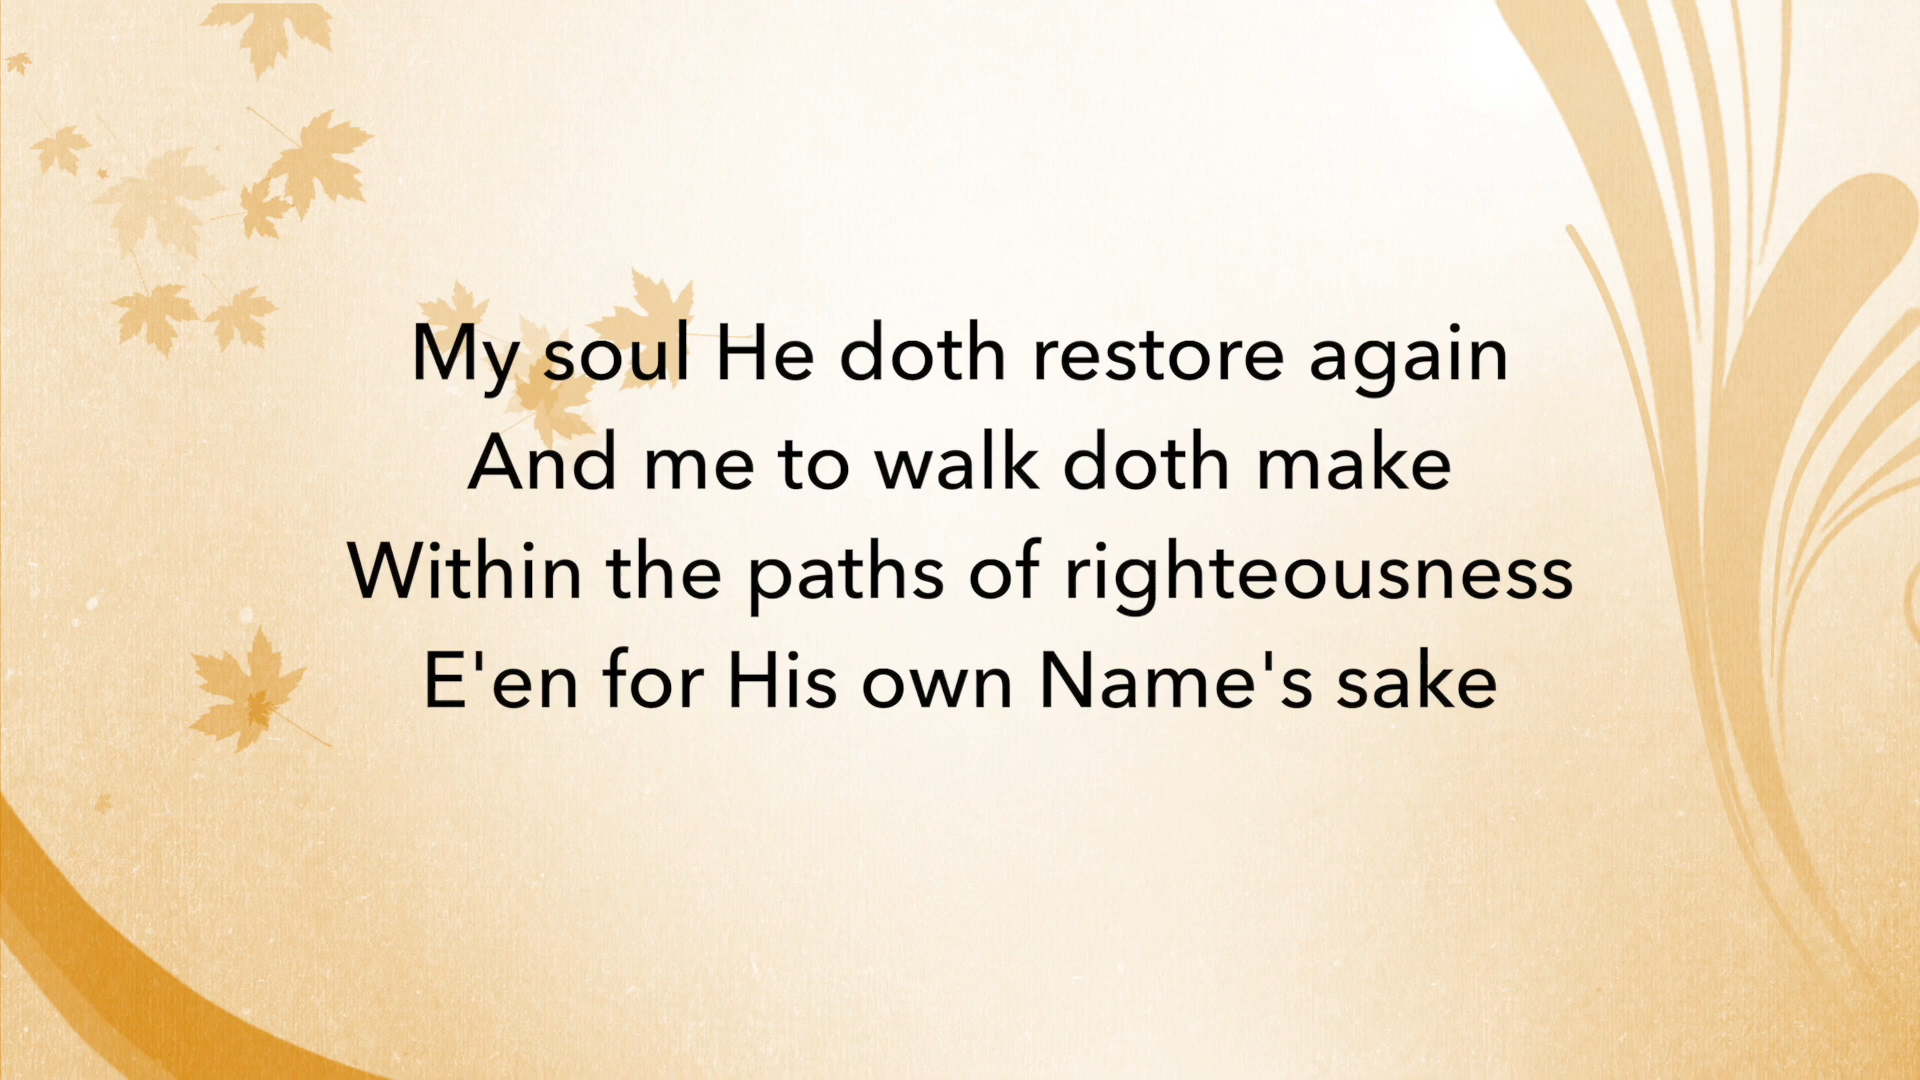 My soul He doth restore again
And me to walk doth make
Within the paths of righteousness
E'en for His own Name's sake